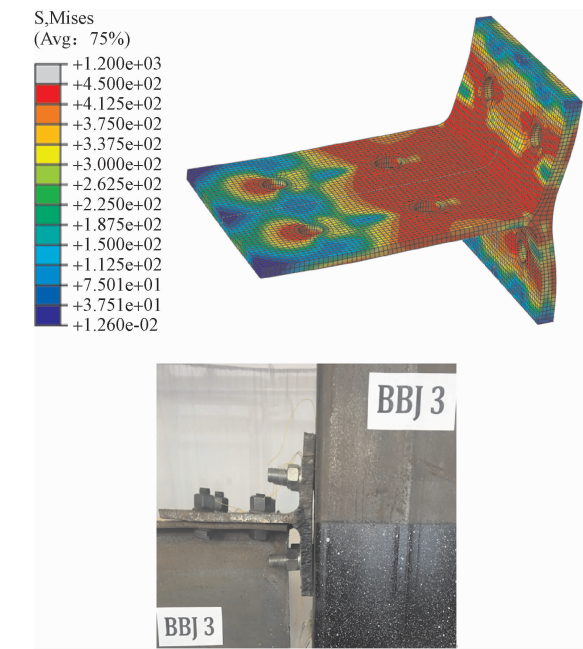 S,Mises
(Avg：75%)
+1.200e+03
+4.500e+02
+4.125e+02
+3.750e+02
+3.375e+02
+3.000e+02
+2.625e+02
+2.250e+02
+1.875e+02
+1.500e+02
+1.125e+02
+7.501e+01
+3.751e+01
+1.260e-02
BBJ 3
BBJ 3